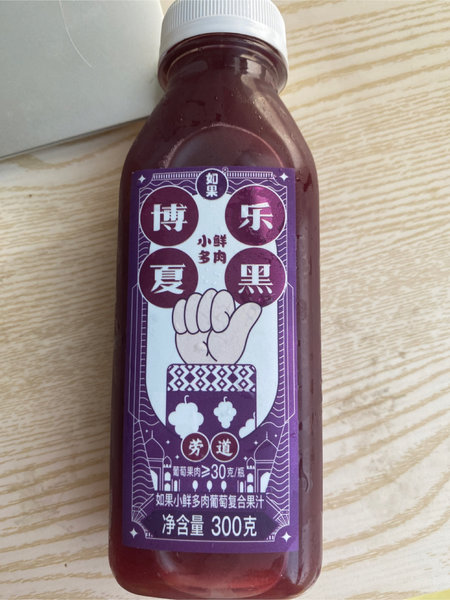 如果
博乐
小鲜
多肉
夏黑
劳道
葡萄果肉≥30克/瓶
如果小鲜多肉葡萄复合果汁
净含量 300克